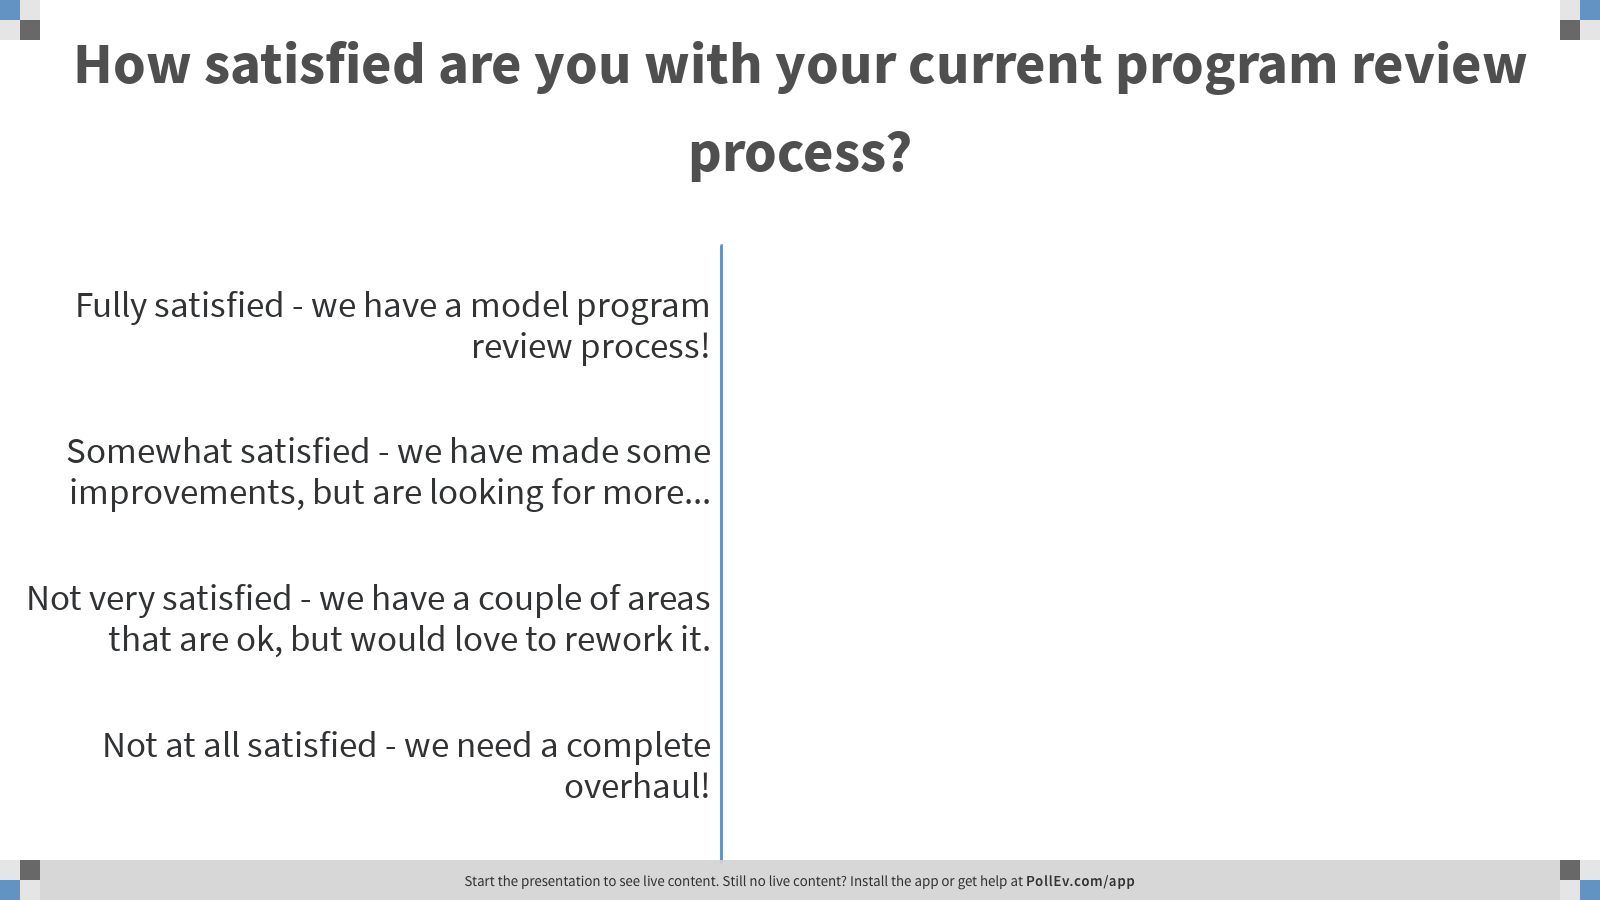 How satisfied are you with your current program review
process?
Fully satisfied - we have a model program
review process!
Somewhat satisfied - we have made some
improvements, but are looking for more...
Not very satisfied - we have a couple of areas
that are ok, but would love to rework it.
Not at all satisfied - we need a complete
overhaul!
Start the presentation to see live content. Still no live content? Install the app or get help at PollEv.com/app